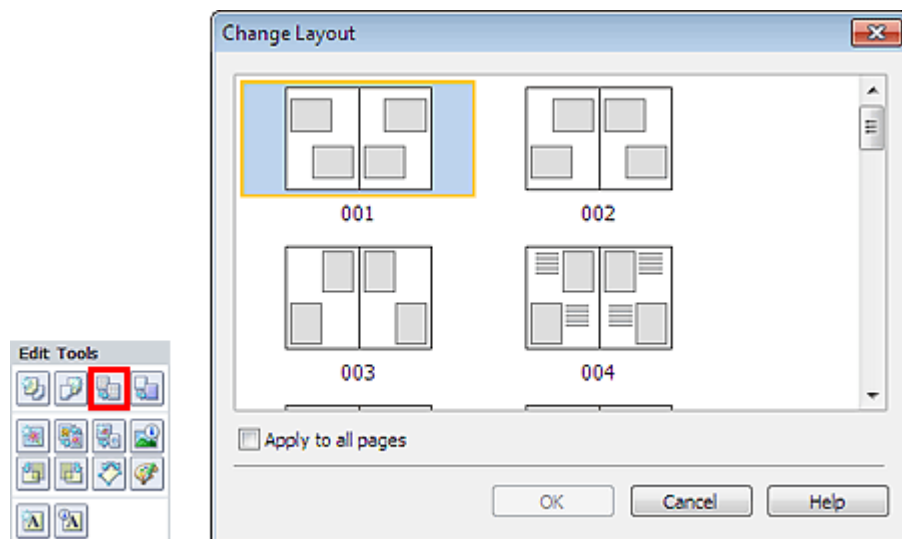 Change Layout
001
002
003
004
Edit Tools
Apply to all pages
OK
Cancel
Help
A
A